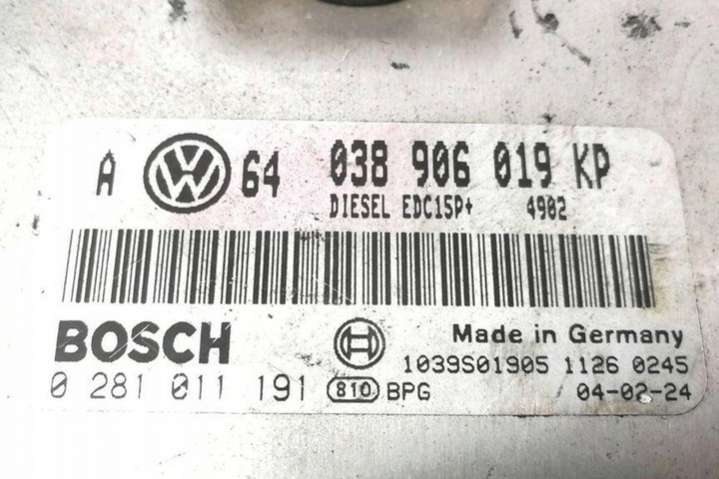 A VW 64 038 906 019 KP
DIESEL EDC15P+ 4902
BOSCH Made in Germany
1039S01905 1126 0245
0 281 011 191 810 BPG 04-02-24